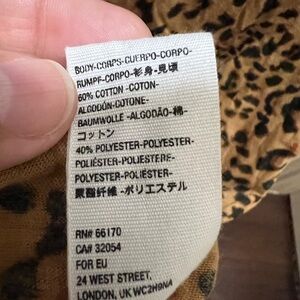 BODY-CORPS-CUERPO-CORPO-
RUMPF-CORPO-衫身-見頃
60% COTTON -COTON-
ALGODÓN-COTONE-
BAUMWOLLE -ALGODÃO-棉-
コットン
40% POLYESTER-POLYESTER-
POLIÉSTER-POLIESTERE-
POLYESTER-POLIÉSTER-
聚酯纤维 -ポリエステル
RN# 66170
CA# 32054
FOR EU
24 WEST STREET,
LONDON, UK WC2H9NA